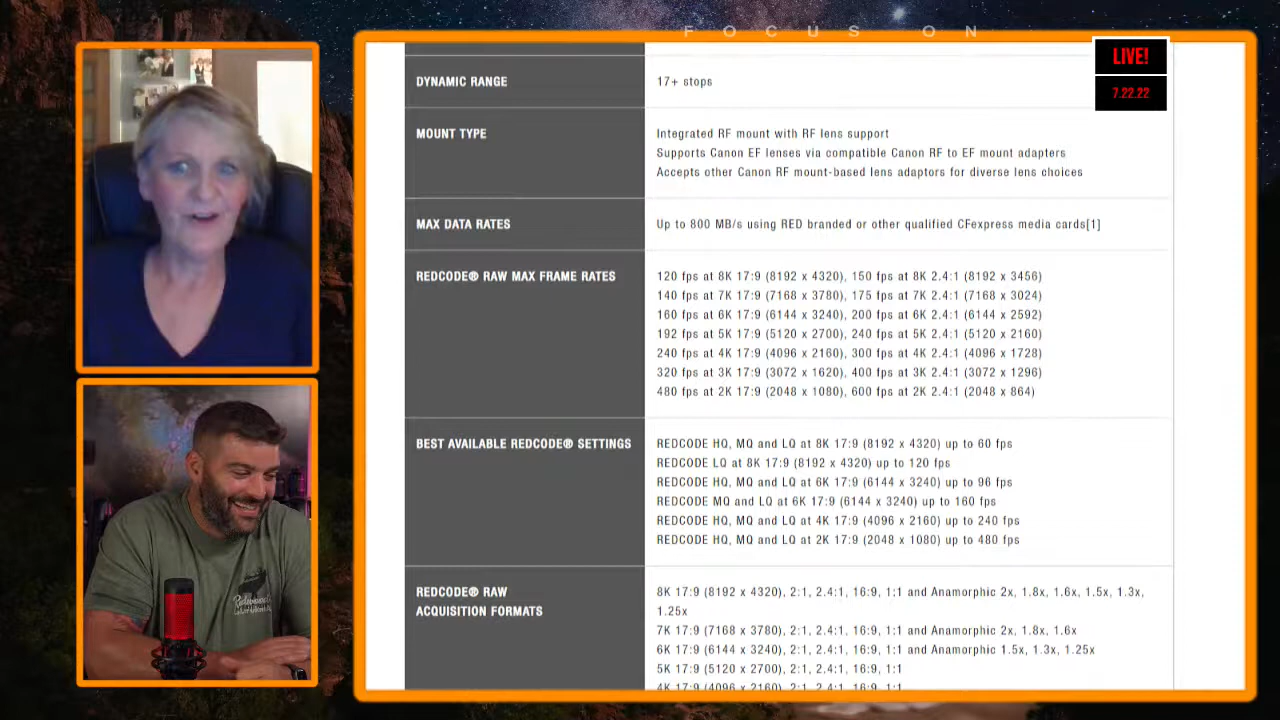 FOCUS ON
LIVE!
7.22.22
DYNAMIC RANGE
17+ stops
MOUNT TYPE
Integrated RF mount with RF lens support
Supports Canon EF lenses via compatible Canon RF to EF mount adapters
Accepts other Canon RF mount-based lens adaptors for diverse lens choices
MAX DATA RATES
Up to 800 MB/s using RED branded or other qualified CFexpress media cards[1]
REDCODE® RAW MAX FRAME RATES
120 fps at 8K 17:9 (8192 x 4320), 150 fps at 8K 2.4:1 (8192 x 3456)
140 fps at 7K 17:9 (7168 x 3780), 175 fps at 7K 2.4:1 (7168 x 3024)
160 fps at 6K 17:9 (6144 x 3240), 200 fps at 6K 2.4:1 (6144 x 2592)
192 fps at 5K 17:9 (5120 x 2700), 240 fps at 5K 2.4:1 (5120 x 2160)
240 fps at 4K 17:9 (4096 x 2160), 300 fps at 4K 2.4:1 (4096 x 1728)
320 fps at 3K 17:9 (3072 x 1620), 400 fps at 3K 2.4:1 (3072 x 1296)
480 fps at 2K 17:9 (2048 x 1080), 600 fps at 2K 2.4:1 (2048 x 864)
BEST AVAILABLE REDCODE® SETTINGS
REDCODE HQ, MQ and LQ at 8K 17:9 (8192 x 4320) up to 60 fps
REDCODE LQ at 8K 17:9 (8192 x 4320) up to 120 fps
REDCODE HQ, MQ and LQ at 6K 17:9 (6144 x 3240) up to 96 fps
REDCODE MQ and LQ at 6K 17:9 (6144 x 3240) up to 160 fps
REDCODE HQ, MQ and LQ at 4K 17:9 (4096 x 2160) up to 240 fps
REDCODE HQ, MQ and LQ at 2K 17:9 (2048 x 1080) up to 480 fps
REDCODE® RAW
ACQUISITION FORMATS
8K 17:9 (8192 x 4320), 2:1, 2.4:1, 16:9, 1:1 and Anamorphic 2x, 1.8x, 1.6x, 1.5x, 1.3x,
1.25x
7K 17:9 (7168 x 3780), 2:1, 2.4:1, 16:9, 1:1 and Anamorphic 2x, 1.8x, 1.6x
6K 17:9 (6144 x 3240), 2:1, 2.4:1, 16:9, 1:1 and Anamorphic 1.5x, 1.3x, 1.25x
5K 17:9 (5120 x 2700), 2:1, 2.4:1, 16:9, 1:1
4K 17:9 (4096 x 2160), 2:1, 2.4:1, 16:9, 1:1